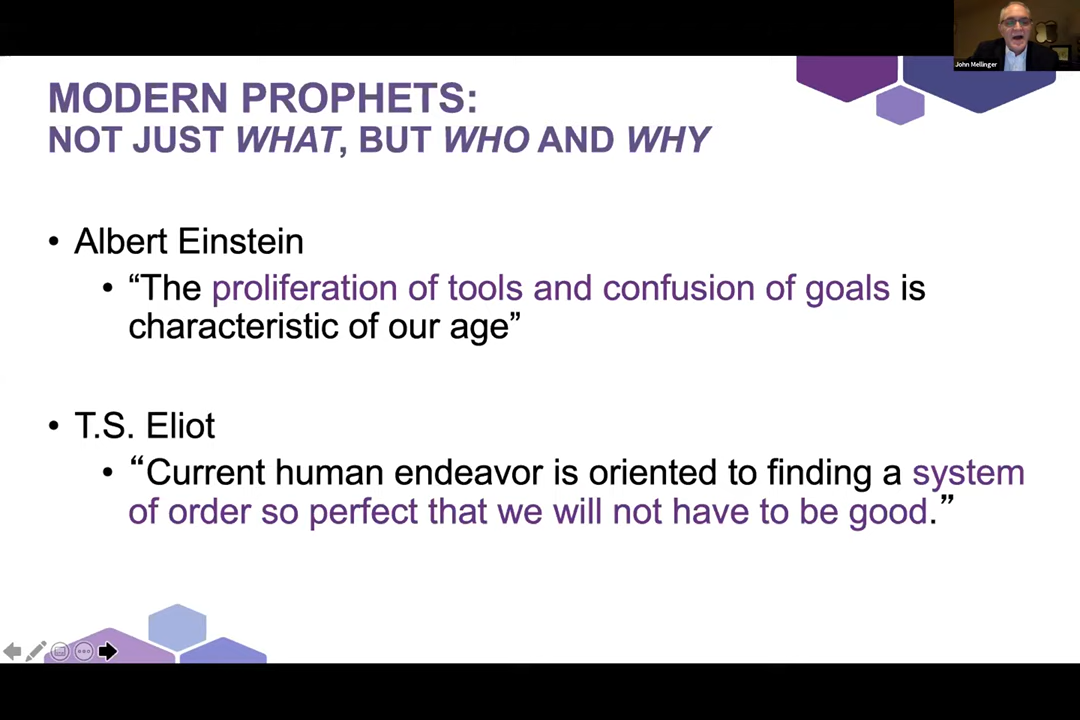 John Mellinger
MODERN PROPHETS:
NOT JUST WHAT, BUT WHO AND WHY
• Albert Einstein
• “The proliferation of tools and confusion of goals is
characteristic of our age”
• T.S. Eliot
• “Current human endeavor is oriented to finding a system
of order so perfect that we will not have to be good.”